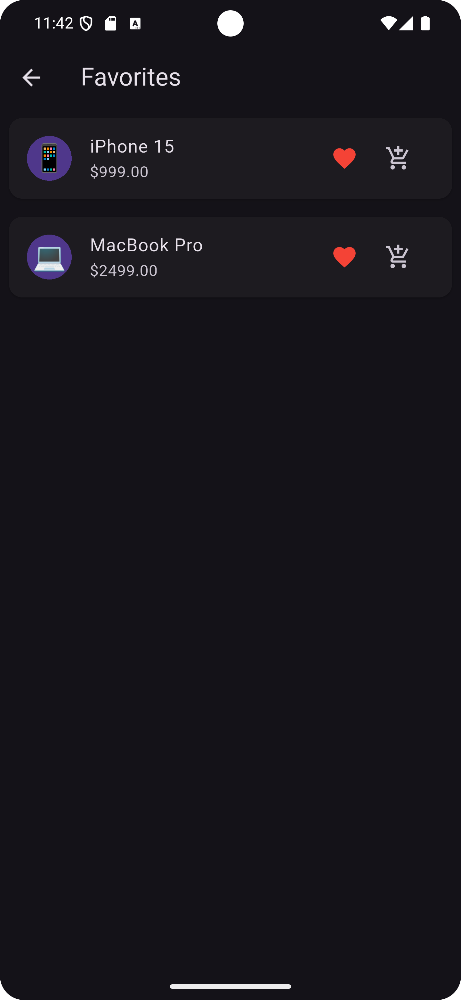 11:42
Favorites
iPhone 15
$999.00
MacBook Pro
$2499.00